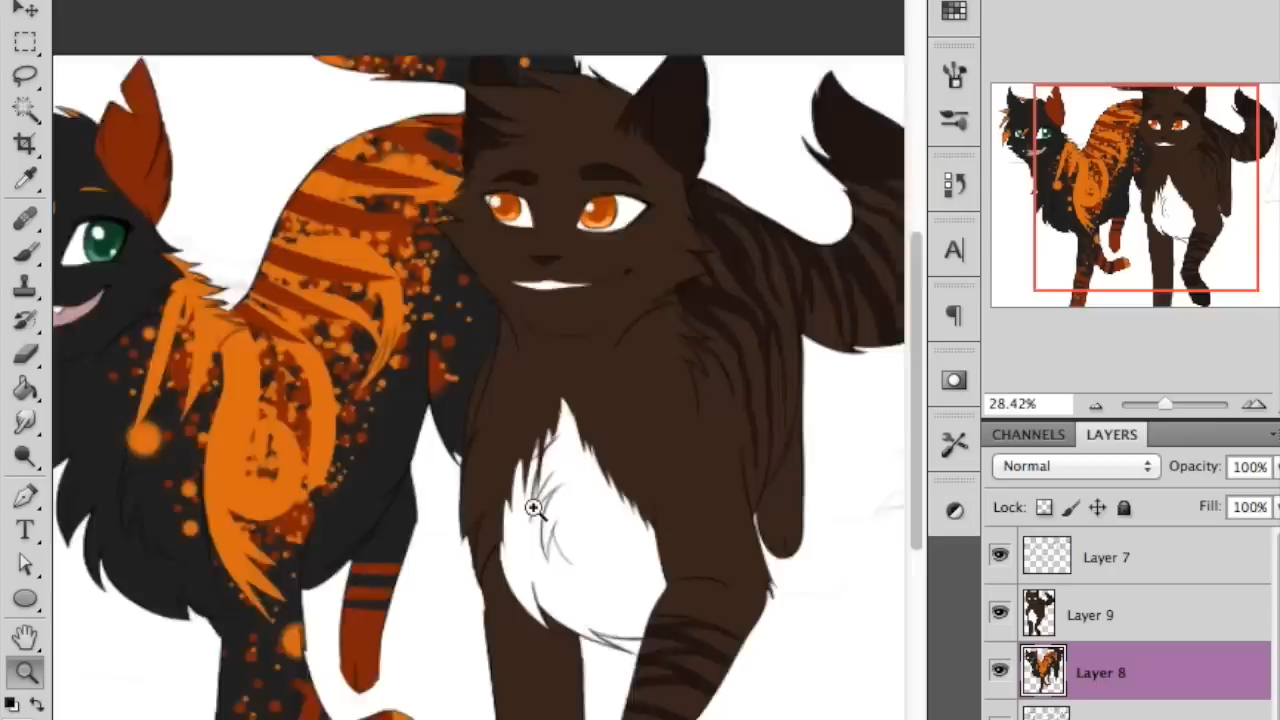 28.42%
CHANNELS LAYERS
Normal Opacity: 100%
Lock: Fill: 100%
Layer 7
Layer 9
Layer 8